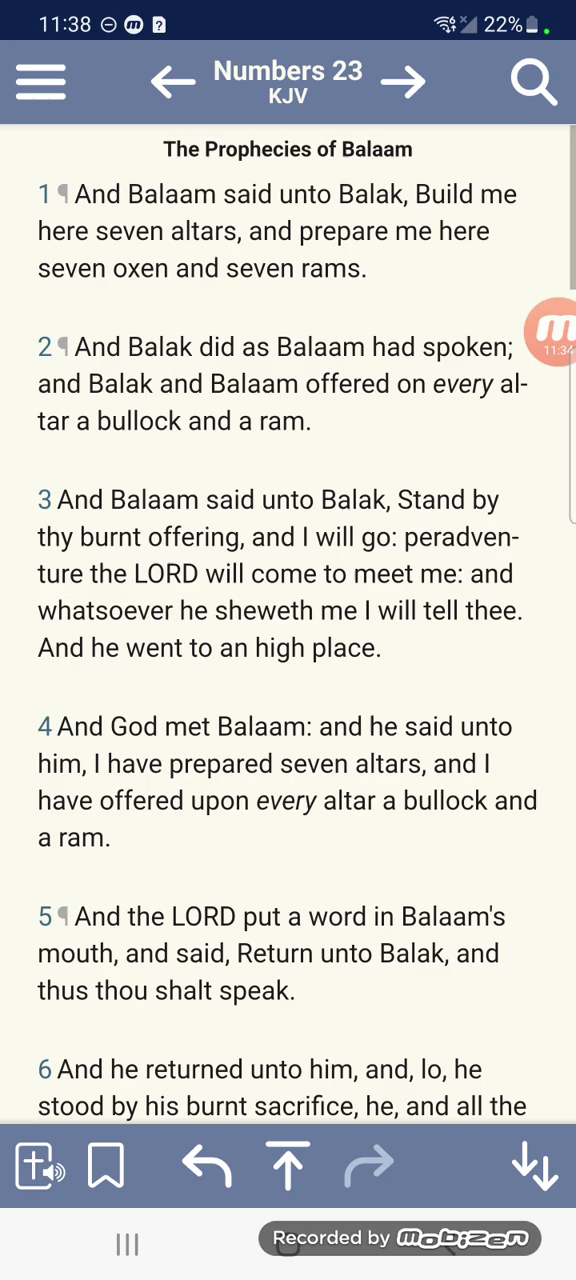 11:38 22%
Numbers 23
KJV
The Prophecies of Balaam
1 ¶ And Balaam said unto Balak, Build me
here seven altars, and prepare me here
seven oxen and seven rams.
2 ¶ And Balak did as Balaam had spoken;
and Balak and Balaam offered on every al-
tar a bullock and a ram.
3 And Balaam said unto Balak, Stand by
thy burnt offering, and I will go: peradven-
ture the LORD will come to meet me: and
whatsoever he sheweth me I will tell thee.
And he went to an high place.
4 And God met Balaam: and he said unto
him, I have prepared seven altars, and I
have offered upon every altar a bullock and
a ram.
5 ¶ And the LORD put a word in Balaam's
mouth, and said, Return unto Balak, and
thus thou shalt speak.
6 And he returned unto him, and, lo, he
stood by his burnt sacrifice, he, and all the
m
11:34
Recorded by mobizen